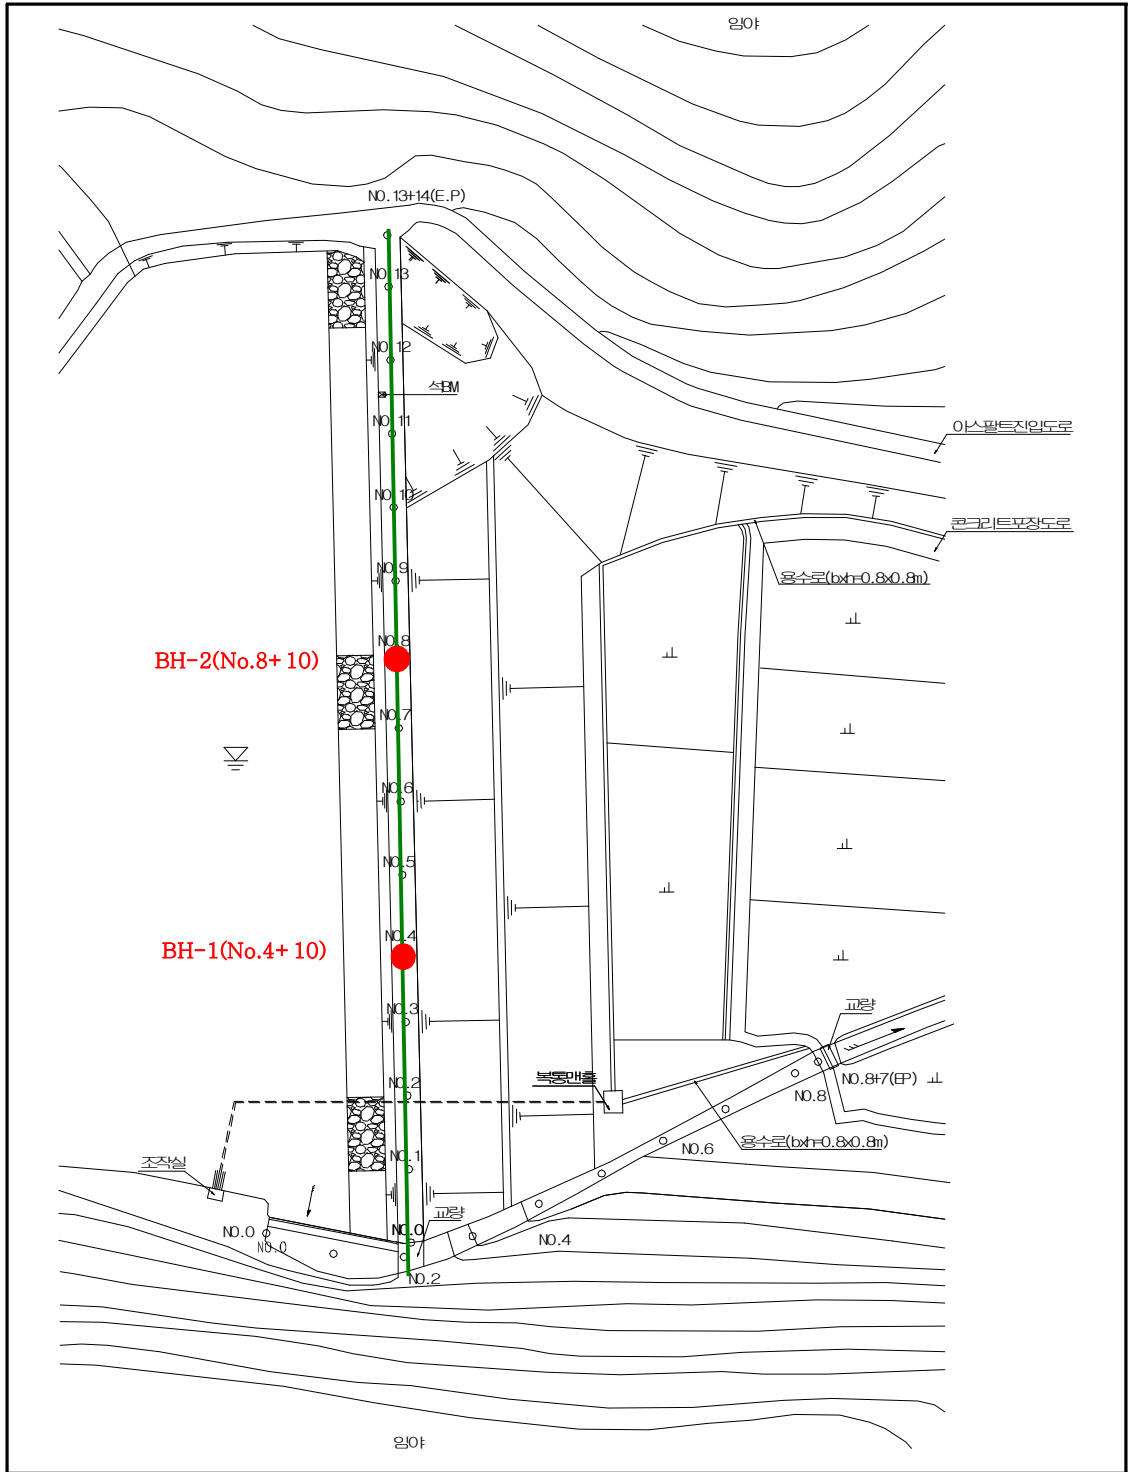 임야
NO.13+14(E.P)
NO.13
NO.12
석BM
NO.11
아스팔트진입도로
NO.10
콘크리트포장도로
NO.9
용수로(bxh=0.8x0.8m)
NO.8
BH-2(No.8+10)
NO.7
NO.6
NO.5
NO.4
BH-1(No.4+10)
NO.3
교량
복통맨홀
NO.2
NO.8+7(EP)
NO.8
용수로(bxh=0.8x0.8m)
NO.6
NO.1
조작실
교량
NO.0
NO.0
NO.0
NO.4
NO.2
임야